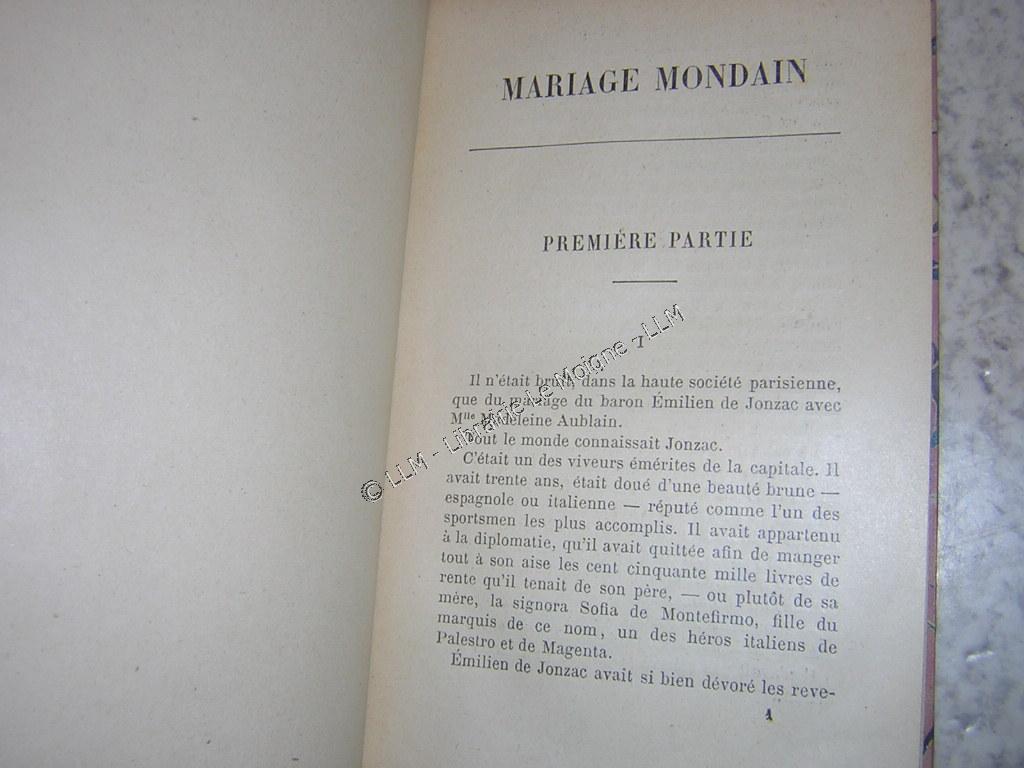 MARIAGE MONDAIN
PREMIÉRE PARTIE
I
© LLM - Librairie Le Moigne - LLM
Il n'était bruit, dans la haute société parisienne,
que du mariage du baron Émilien de Jonzac avec
Mlle Madeleine Aublain.
Tout le monde connaissait Jonzac.
C'était un des viveurs émérites de la capitale. Il
avait trente ans, était doué d'une beauté brune —
espagnole ou italienne — réputé comme l'un des
sportsmen les plus accomplis. Il avait appartenu
à la diplomatie, qu'il avait quittée afin de manger
tout à son aise les cent cinquante mille livres de
rente qu'il tenait de son père, — ou plutôt de sa
mère, la signora Sofia de Montefirmo, fille du
marquis de ce nom, un des héros italiens de
Palestro et de Magenta.
Émilien de Jonzac avait si bien dévoré les reve-
1